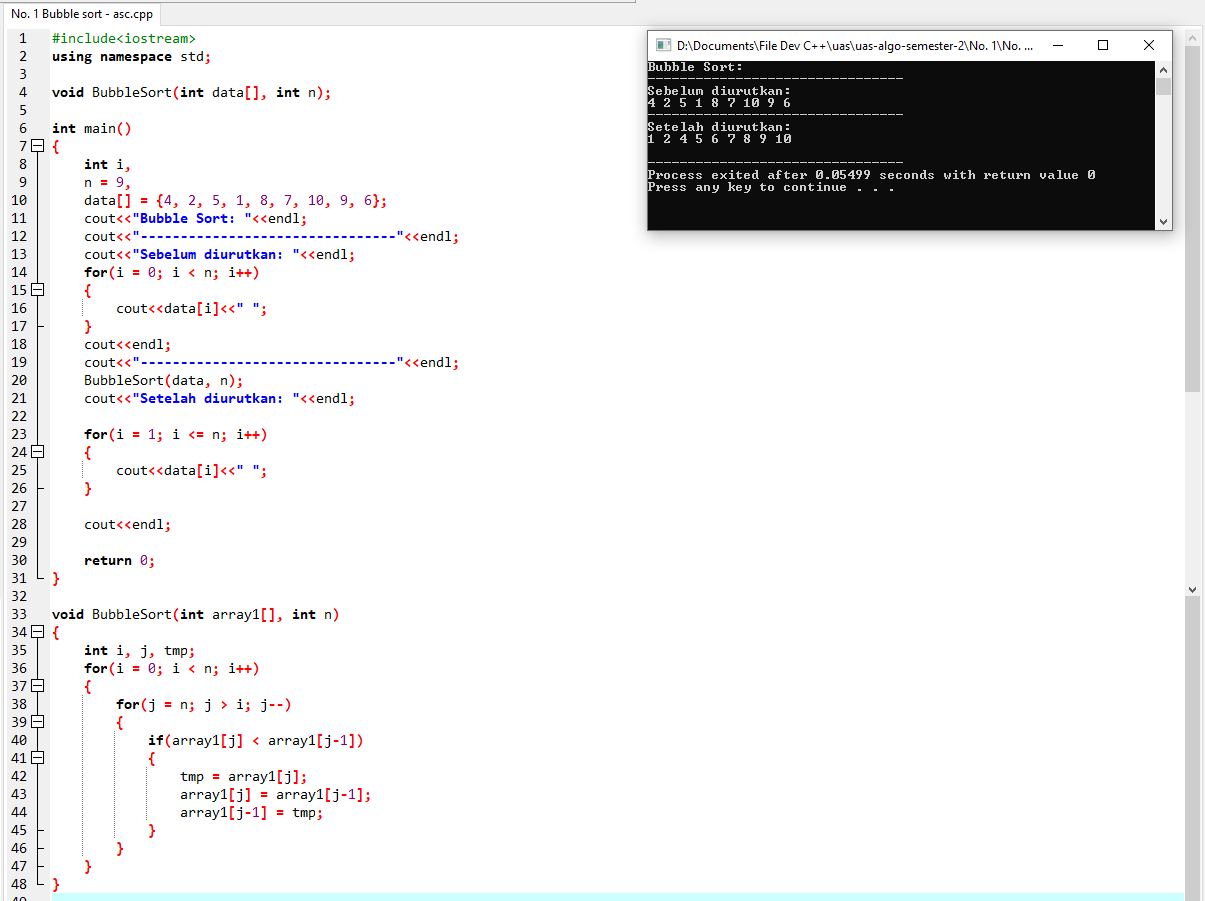 No. 1 Bubble sort - asc.cpp
1 #include<iostream>
2 using namespace std;
3
4 void BubbleSort(int data[], int n);
5
6 int main()
7 {
8 int i,
9 n = 9,
10 data[] = {4, 2, 5, 1, 8, 7, 10, 9, 6};
11 cout<<"Bubble Sort: "<<endl;
12 cout<<"--------------------------------"<<endl;
13 cout<<"Sebelum diurutkan: "<<endl;
14 for(i = 0; i < n; i++)
15 {
16 cout<<data[i]<<" ";
17 }
18 cout<<endl;
19 cout<<"--------------------------------"<<endl;
20 BubbleSort(data, n);
21 cout<<"Setelah diurutkan: "<<endl;
22
23 for(i = 1; i <= n; i++)
24 {
25 cout<<data[i]<<" ";
26 }
27
28 cout<<endl;
29
30 return 0;
31 }
32
33 void BubbleSort(int array1[], int n)
34 {
35 int i, j, tmp;
36 for(i = 0; i < n; i++)
37 {
38 for(j = n; j > i; j--)
39 {
40 if(array1[j] < array1[j-1])
41 {
42 tmp = array1[j];
43 array1[j] = array1[j-1];
44 array1[j-1] = tmp;
45 }
46 }
47 }
48 }
49
D:\Documents\File Dev C++\uas\uas-algo-semester-2\No. 1\No. ...
Bubble Sort:
--------------------------------
Sebelum diurutkan:
4 2 5 1 8 7 10 9 6
--------------------------------
Setelah diurutkan:
1 2 4 5 6 7 8 9 10
--------------------------------
Process exited after 0.05499 seconds with return value 0
Press any key to continue . . .